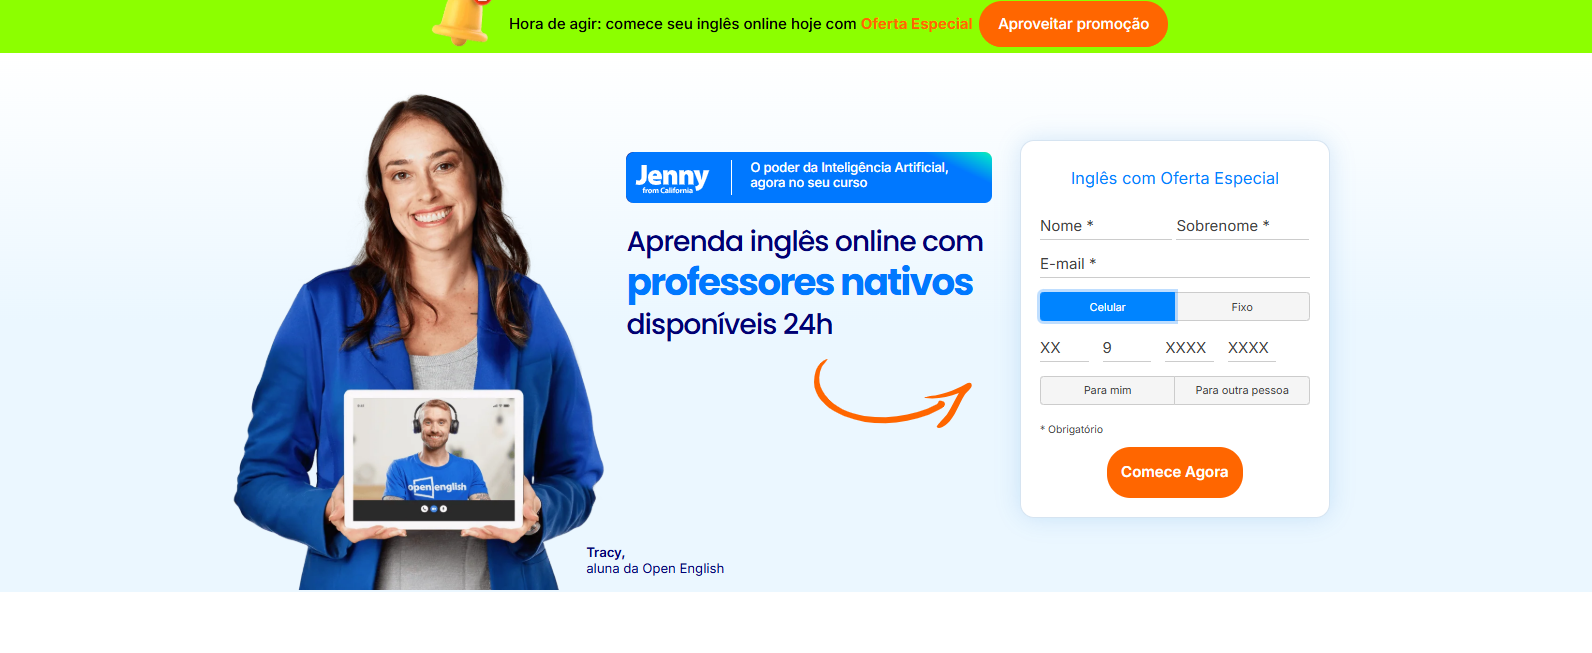 Hora de agir: comece seu inglês online hoje com Oferta Especial
Aproveitar promoção
Jenny
from California
O poder da Inteligência Artificial,
agora no seu curso
Aprenda inglês online com
professores nativos
disponíveis 24h
open english
Tracy,
aluna da Open English
Inglês com Oferta Especial
Nome * Sobrenome *
E-mail *
Celular Fixo
XX 9 XXXX XXXX
Para mim Para outra pessoa
* Obrigatório
Comece Agora